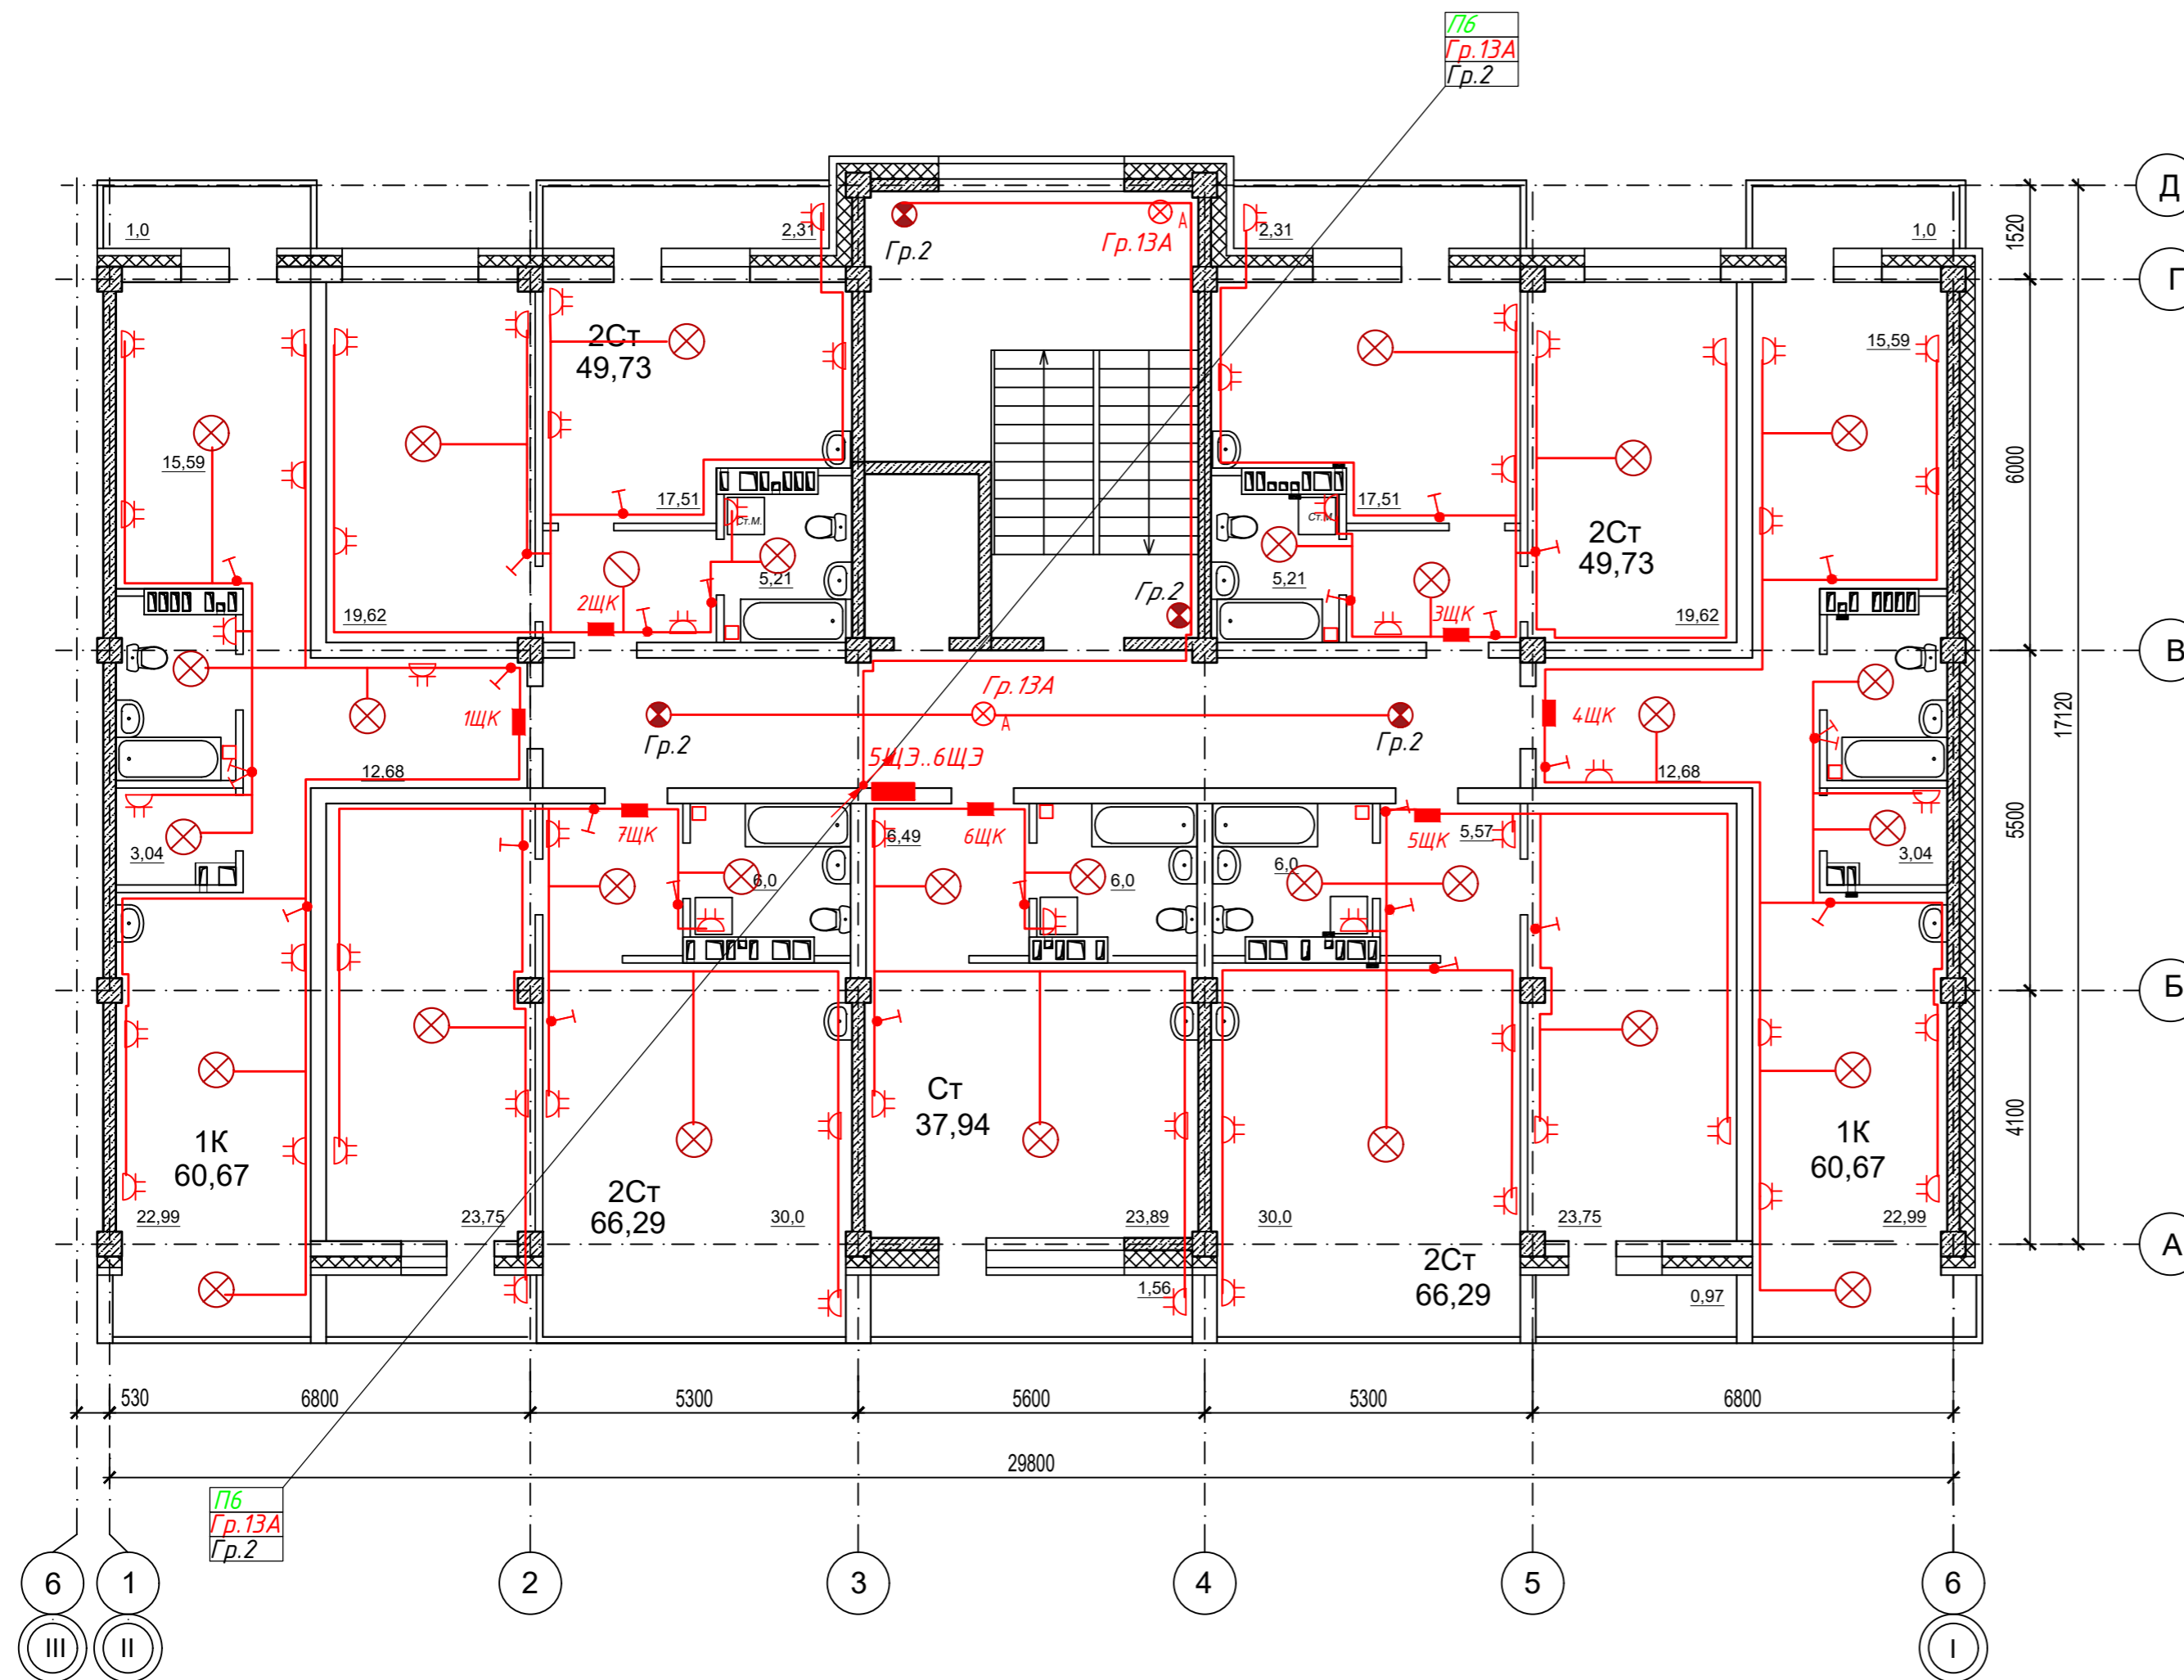 П6
Гр.13А
Гр.2
Д
1,0
2,31
Гр.2
Гр.13А
А
2,31
1,0
1520
Г
2Ст
49,73
15,59
15,59
17,51
17,51
6000
Ст.М.
Ст.М.
2Ст
49,73
5,21
5,21
2ЩК
Гр.2
3ЩК
19,62
19,62
В
Гр.13А
1ЩК
А
4ЩК
Гр.2
Гр.2
17120
5ЩЭ..6ЩЭ
12,68
12,68
5500
7ЩК
6,49
6ЩК
5ЩК
5,57
3,04
6,0
6,0
6,0
3,04
Б
Ст
37,94
4100
1К
60,67
1К
60,67
2Ст
66,29
22,99
23,75
30,0
23,89
30,0
23,75
22,99
А
2Ст
66,29
1,56
0,97
530
6800
5300
5600
5300
6800
29800
П6
Гр.13А
Гр.2
6
1
2
3
4
5
6
III
II
I